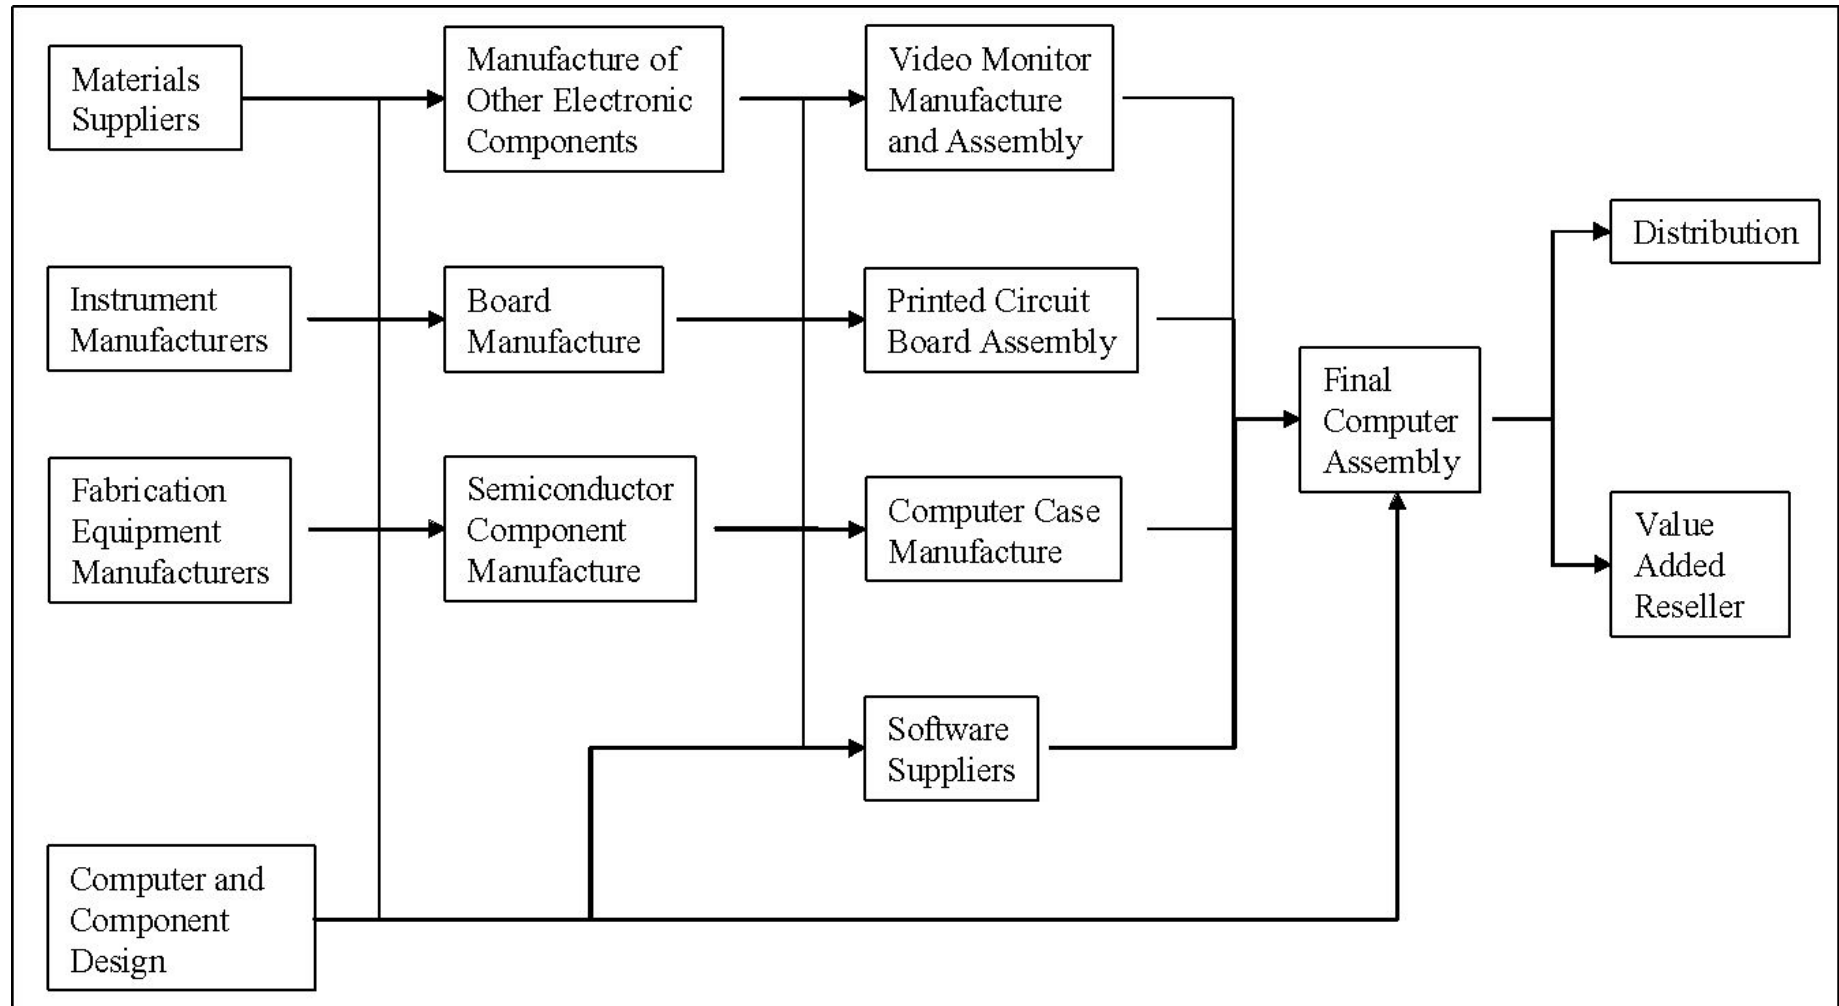 Materials
Suppliers
Manufacture of
Other Electronic
Components
Video Monitor
Manufacture
and Assembly
Distribution
Instrument
Manufacturers
Board
Manufacture
Printed Circuit
Board Assembly
Final
Computer
Assembly
Fabrication
Equipment
Manufacturers
Semiconductor
Component
Manufacture
Computer Case
Manufacture
Value
Added
Reseller
Software
Suppliers
Computer and
Component
Design